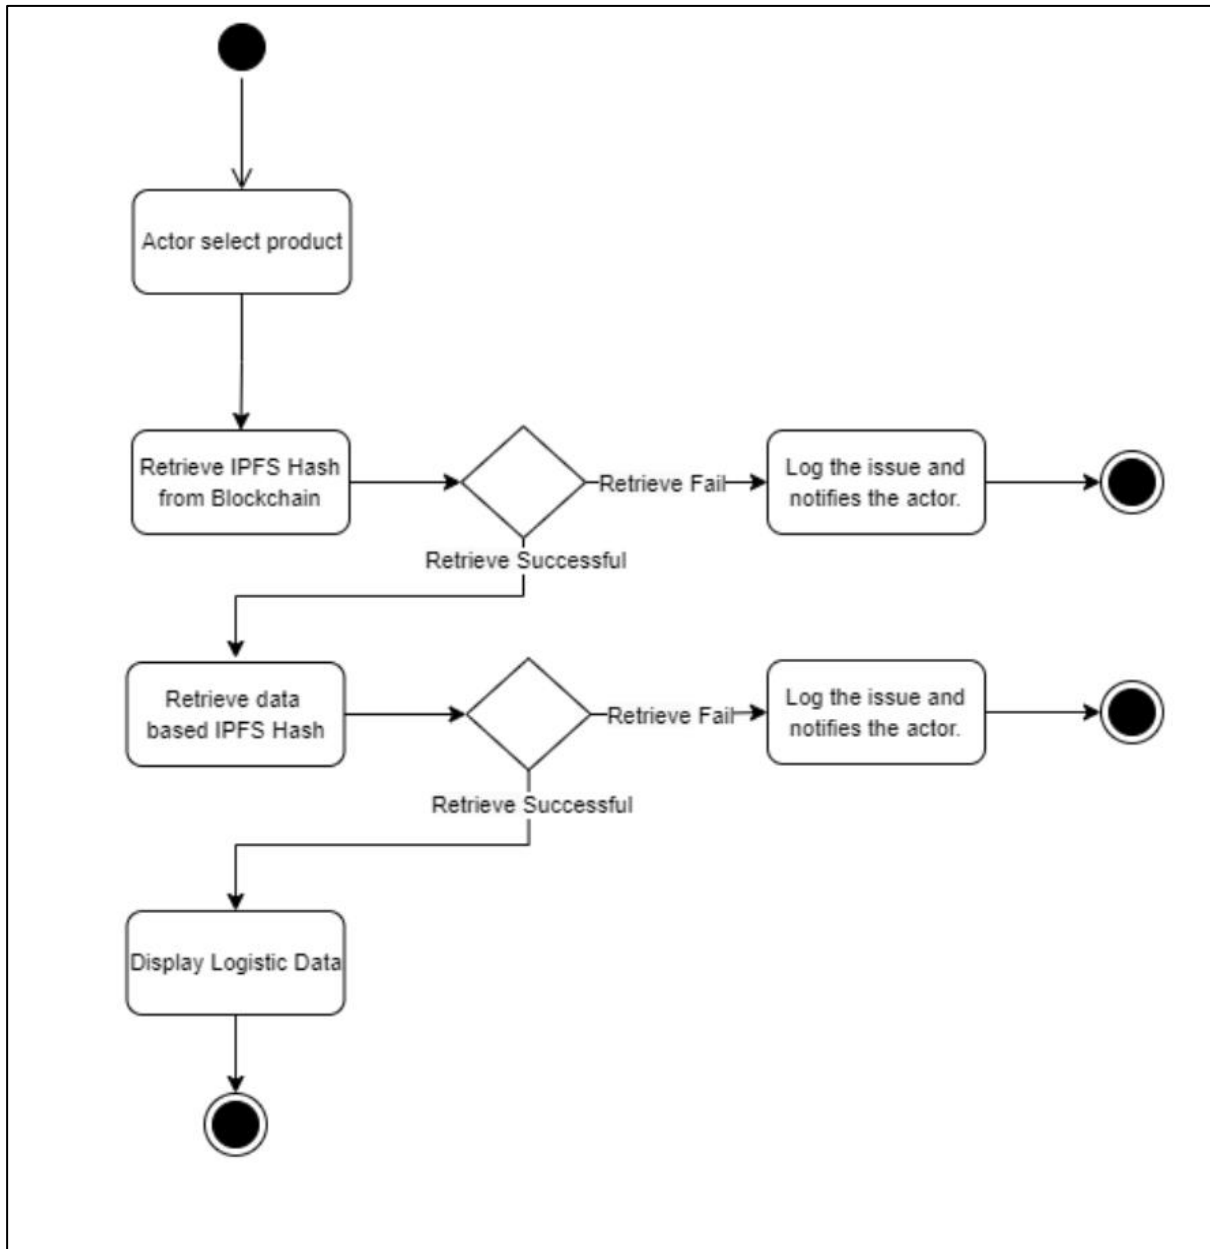 Actor select product
Retrieve IPFS Hash
from Blockchain
Retrieve Fail
Log the issue and
notifies the actor.
Retrieve Successful
Retrieve data
based IPFS Hash
Retrieve Fail
Log the issue and
notifies the actor.
Retrieve Successful
Display Logistic Data